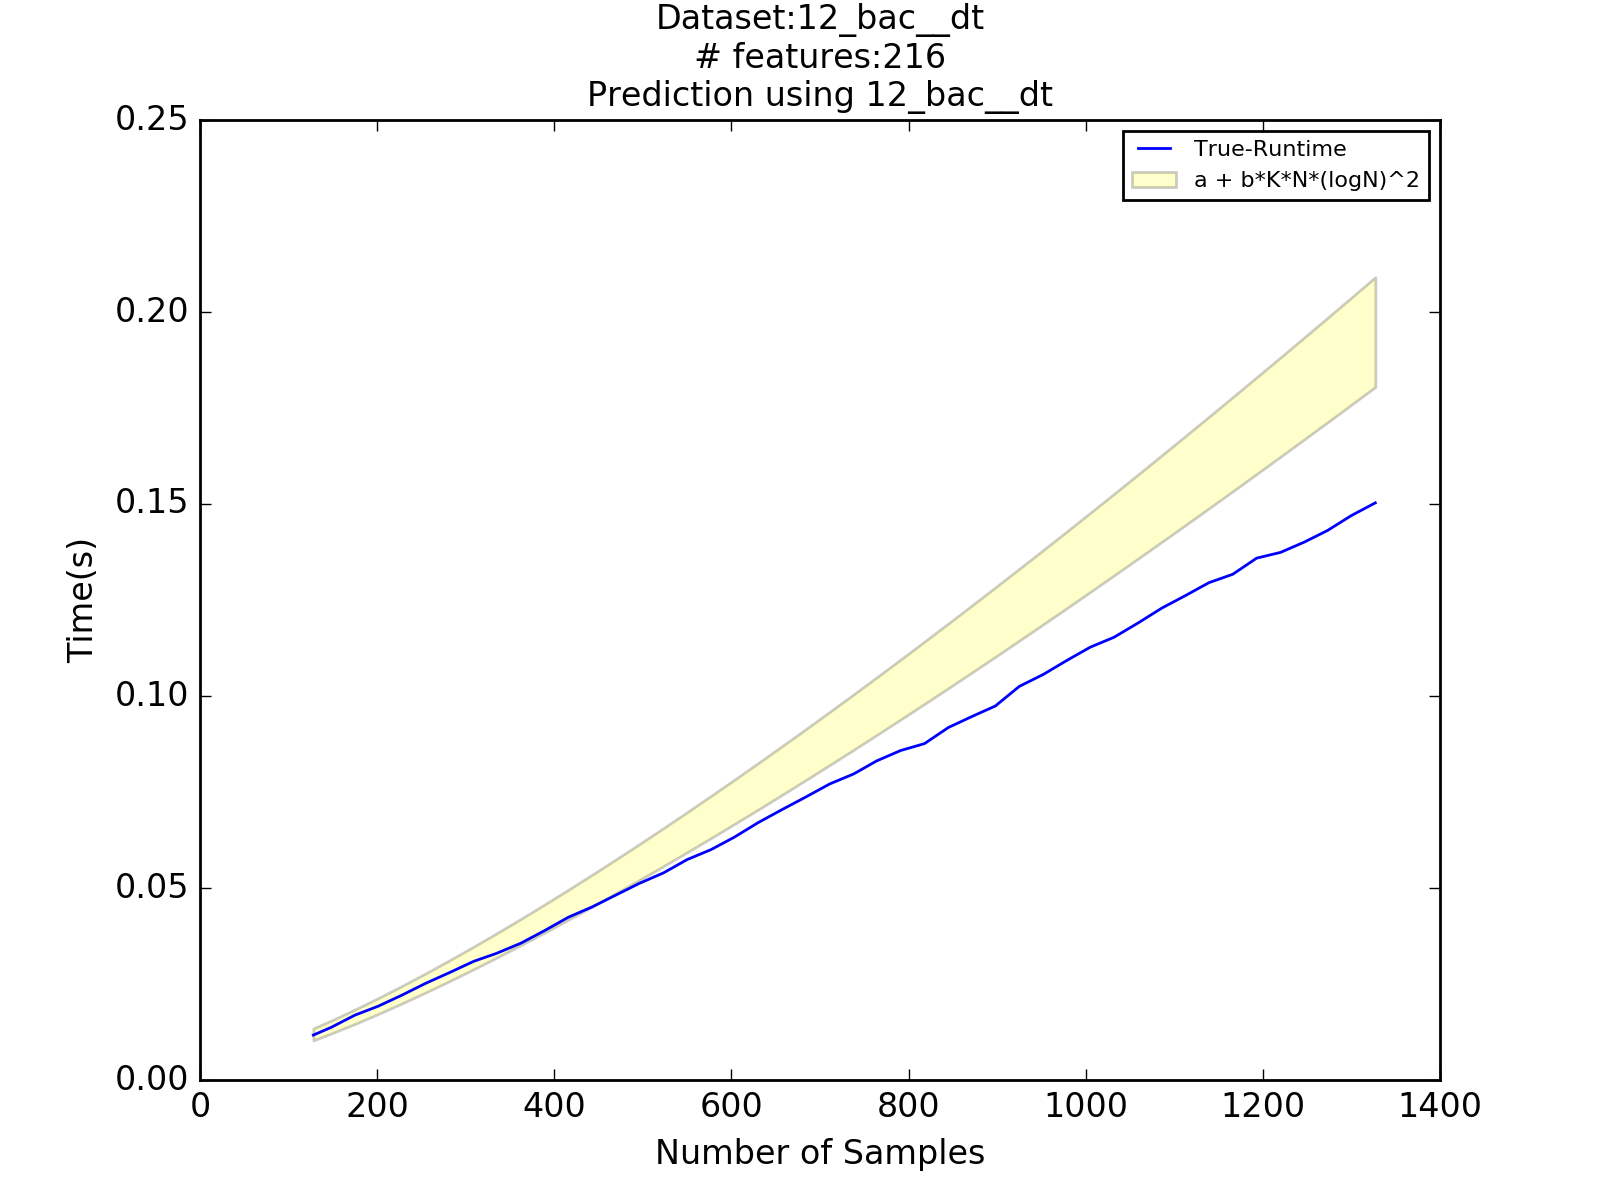 Dataset:12_bac__dt
# features:216
Prediction using 12_bac__dt
0.25
0.20
0.15
0.10
0.05
0.00
Time(s)
True-Runtime
a + b*K*N*(logN)^2
0 200 400 600 800 1000 1200 1400
Number of Samples